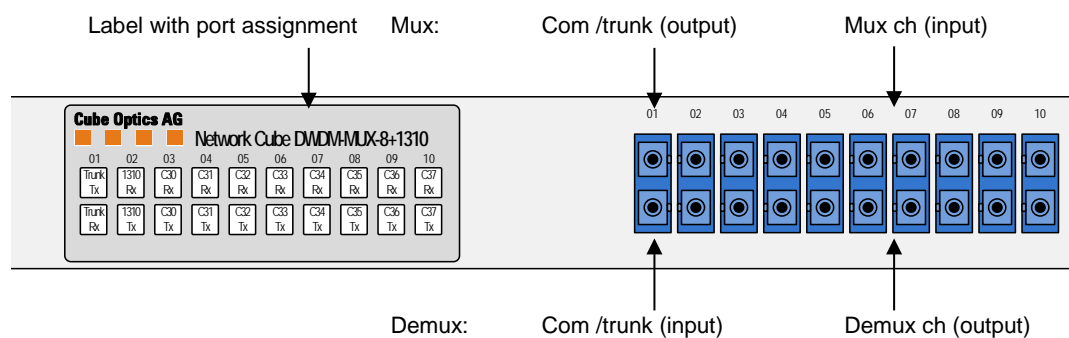 Label with port assignment Mux: Com /trunk (output) Mux ch (input)
Cube Optics AG
Network Cube DWDM-MUX-8+1310
01 02 03 04 05 06 07 08 09 10
Trunk 1310 C30 C31 C32 C33 C34 C35 C36 C37
Tx Rx Rx Rx Rx Rx Rx Rx Rx Rx
Trunk 1310 C30 C31 C32 C33 C34 C35 C36 C37
Rx Tx Tx Tx Tx Tx Tx Tx Tx Tx
01 02 03 04 05 06 07 08 09 10
Demux: Com /trunk (input) Demux ch (output)